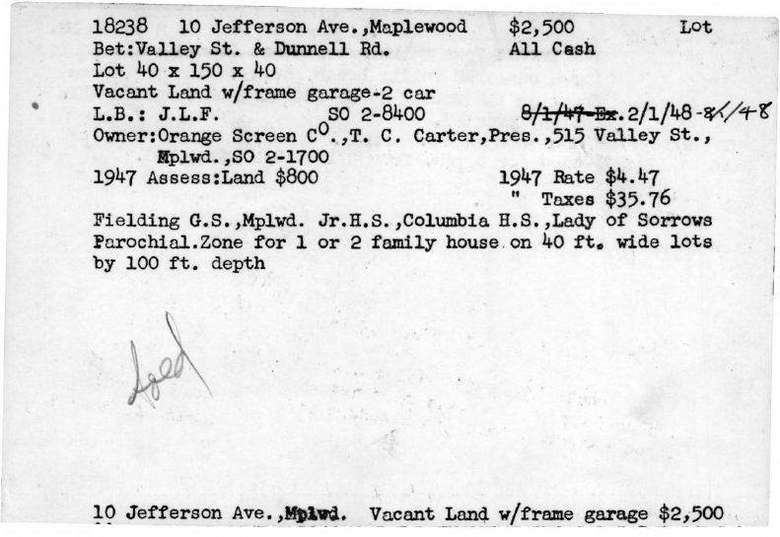 18238 10 Jefferson Ave.,Maplewood $2,500 Lot
Bet:Valley St. & Dunnell Rd. All Cash
Lot 40 x 150 x 40
Vacant Land w/frame garage-2 car
L.B.: J.L.F. SO 2-8400 8/1/47-Ex.2/1/48-8/1/48
Owner:Orange Screen Co.,T. C. Carter,Pres.,515 Valley St.,
Mplwd.,SO 2-1700
1947 Assess:Land $800 1947 Rate $4.47
" Taxes $35.76
Fielding G.S.,Mplwd. Jr.H.S.,Columbia H.S.,Lady of Sorrows
Parochial.Zone for 1 or 2 family house on 40 ft. wide lots
by 100 ft. depth
Sold
10 Jefferson Ave.,Mplwd. Vacant Land w/frame garage $2,500